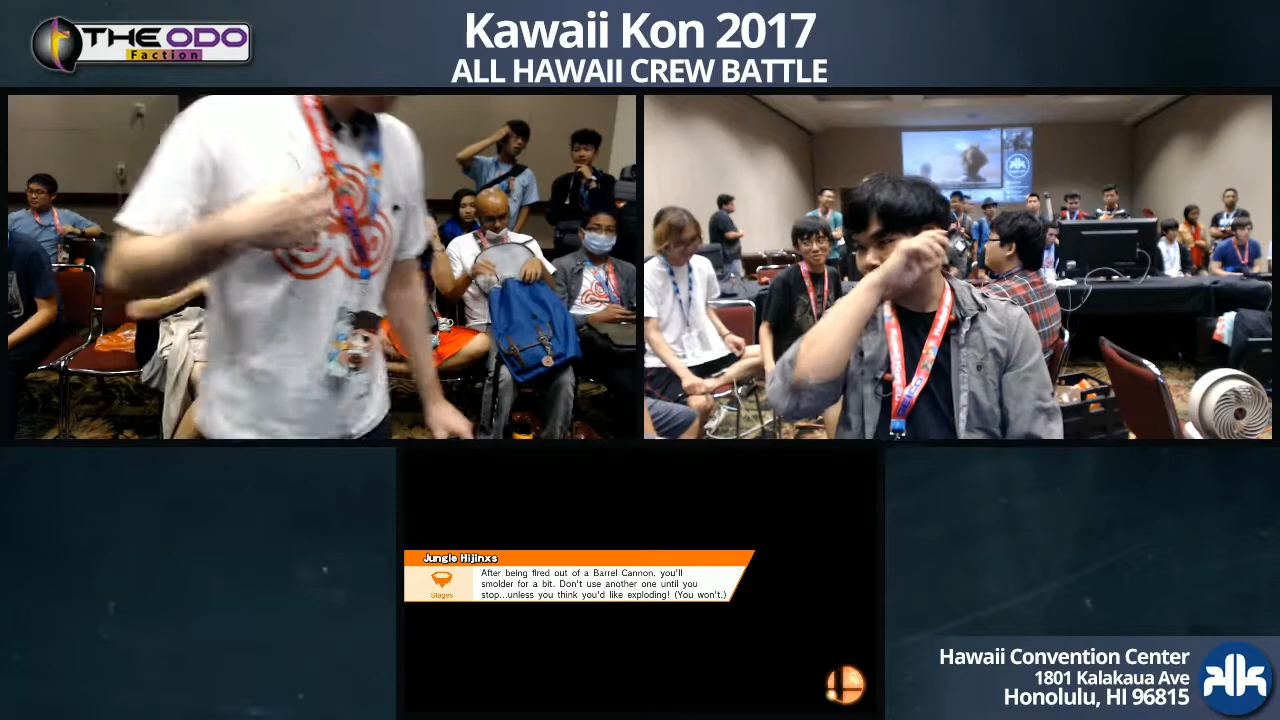 THE ODO
Faction
Kawaii Kon 2017
ALL HAWAII CREW BATTLE
Jungle Hijinxs
Stages
After being fired out of a Barrel Cannon, you'll
smolder for a bit. Don't use another one until you
stop...unless you think you'd like exploding! (You won't.)
Hawaii Convention Center
1801 Kalakaua Ave
Honolulu, HI 96815